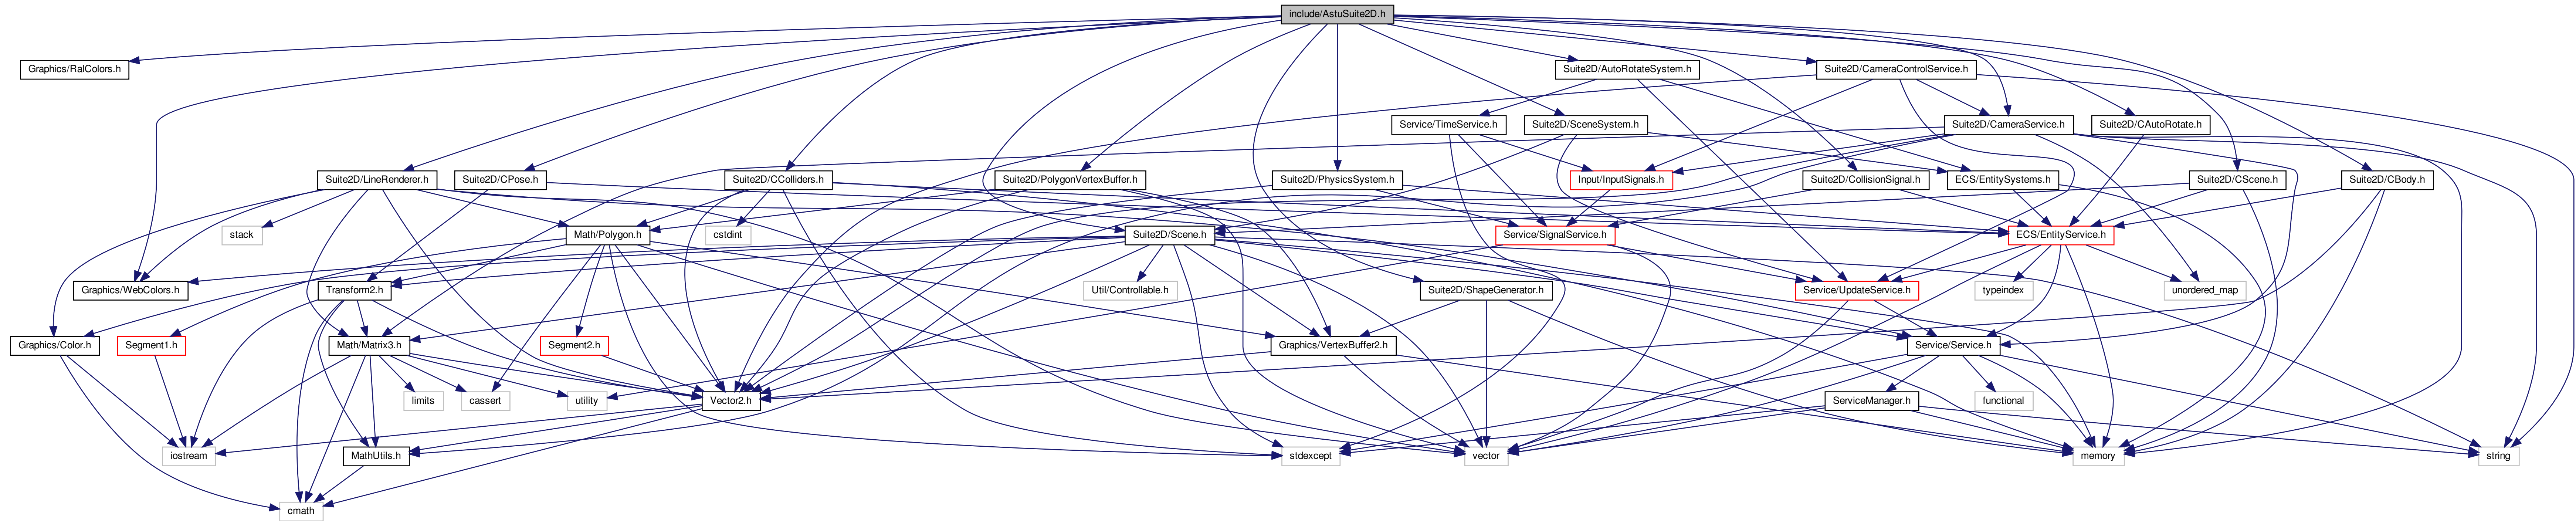 include/AstuSuite2D.h
Graphics/RalColors.h
Suite2D/AutoRotateSystem.h
Suite2D/CameraControlService.h
Service/TimeService.h
Suite2D/SceneSystem.h
Suite2D/CameraService.h
Suite2D/CAutoRotate.h
Suite2D/LineRenderer.h
Suite2D/CPose.h
Suite2D/CColliders.h
Suite2D/PolygonVertexBuffer.h
Suite2D/PhysicsSystem.h
Input/InputSignals.h
Suite2D/CollisionSignal.h
ECS/EntitySystems.h
Suite2D/CScene.h
Suite2D/CBody.h
stack
Math/Polygon.h
cstdint
Suite2D/Scene.h
Service/SignalService.h
ECS/EntityService.h
Graphics/WebColors.h
Transform2.h
Util/Controllable.h
Suite2D/ShapeGenerator.h
Service/UpdateService.h
typeindex
unordered_map
Graphics/Color.h
Segment1.h
Math/Matrix3.h
Segment2.h
Graphics/VertexBuffer2.h
Service/Service.h
limits
cassert
utility
Vector2.h
ServiceManager.h
functional
iostream
MathUtils.h
stdexcept
vector
memory
string
cmath